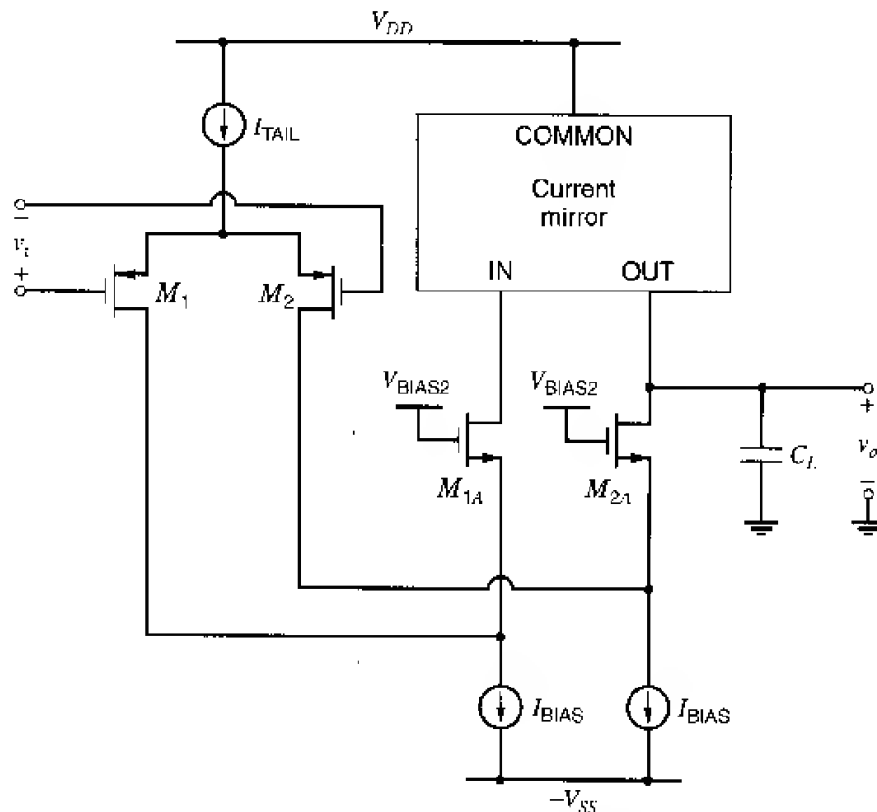 V_DD
I_TAIL
COMMON
Current
mirror
IN OUT
−
v_i
+
M_1 M_2
V_BIAS2 V_BIAS2
M_1A M_2A
C_L
+
v_o
−
I_BIAS I_BIAS
−V_SS